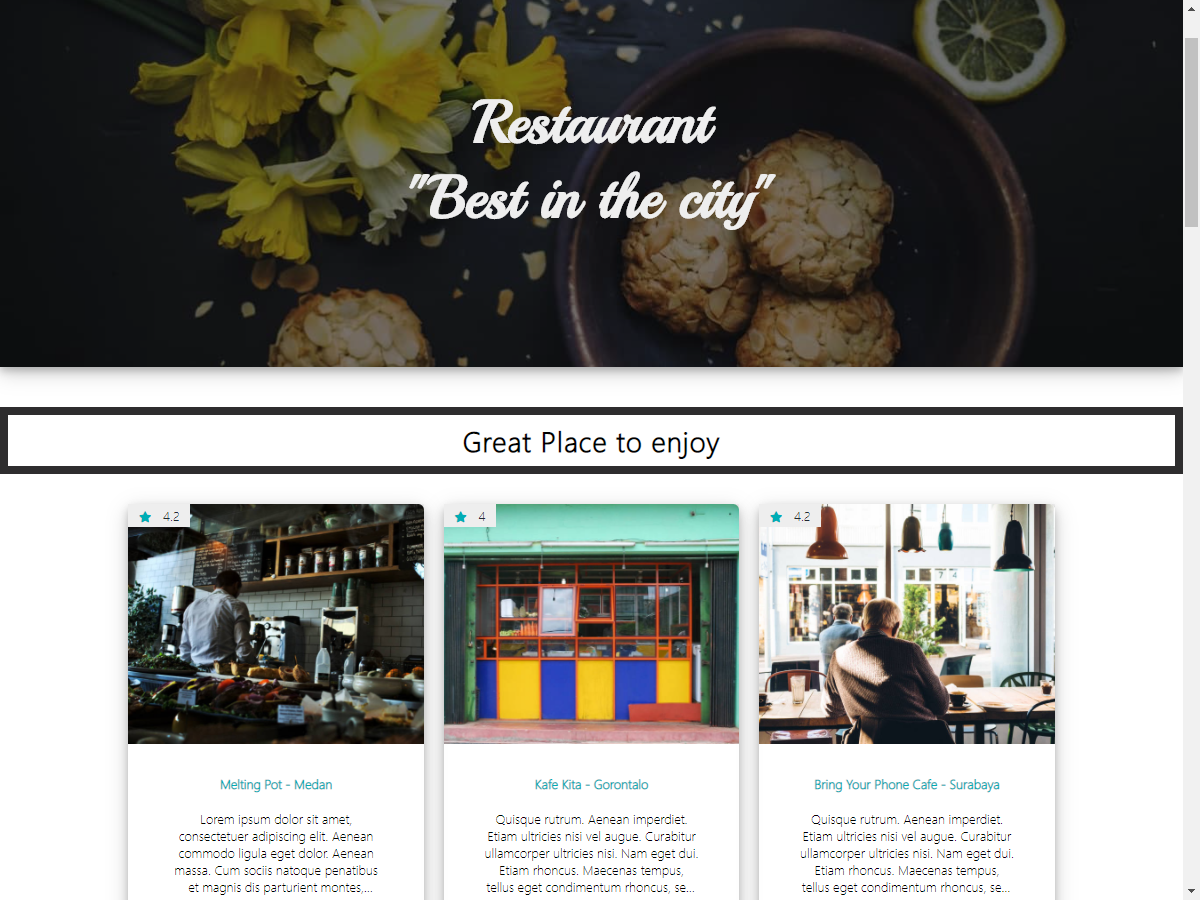 Restaurant
"Best in the city"
Great Place to enjoy
4.2
4
4.2
Melting Pot - Medan
Lorem ipsum dolor sit amet,
consectetuer adipiscing elit. Aenean
commodo ligula eget dolor. Aenean
massa. Cum sociis natoque penatibus
et magnis dis parturient montes,...
Kafe Kita - Gorontalo
Quisque rutrum. Aenean imperdiet.
Etiam ultricies nisi vel augue. Curabitur
ullamcorper ultricies nisi. Nam eget dui.
Etiam rhoncus. Maecenas tempus,
tellus eget condimentum rhoncus, se...
Bring Your Phone Cafe - Surabaya
Quisque rutrum. Aenean imperdiet.
Etiam ultricies nisi vel augue. Curabitur
ullamcorper ultricies nisi. Nam eget dui.
Etiam rhoncus. Maecenas tempus,
tellus eget condimentum rhoncus, se...